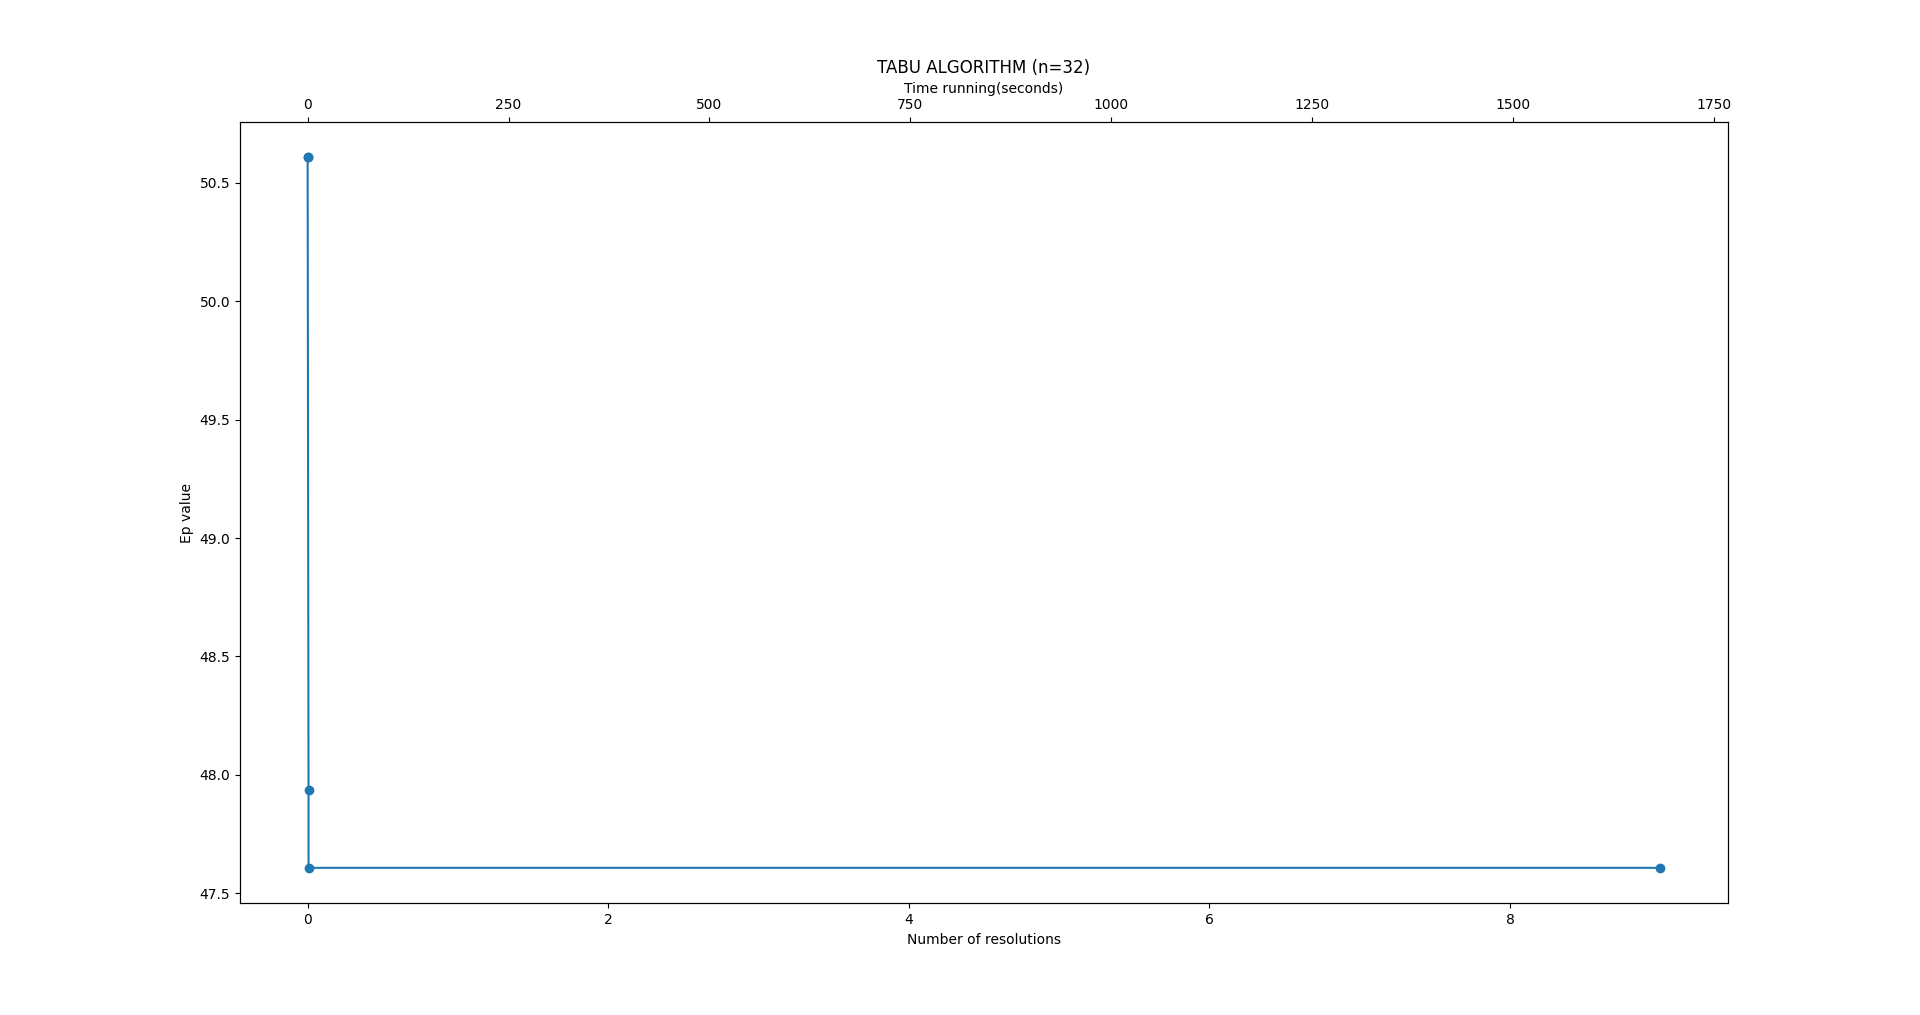 TABU ALGORITHM (n=32)
Time running(seconds)
0 250 500 750 1000 1250 1500 1750
50.5
50.0
49.5
49.0
48.5
48.0
47.5
Ep value
0 2 4 6 8
Number of resolutions